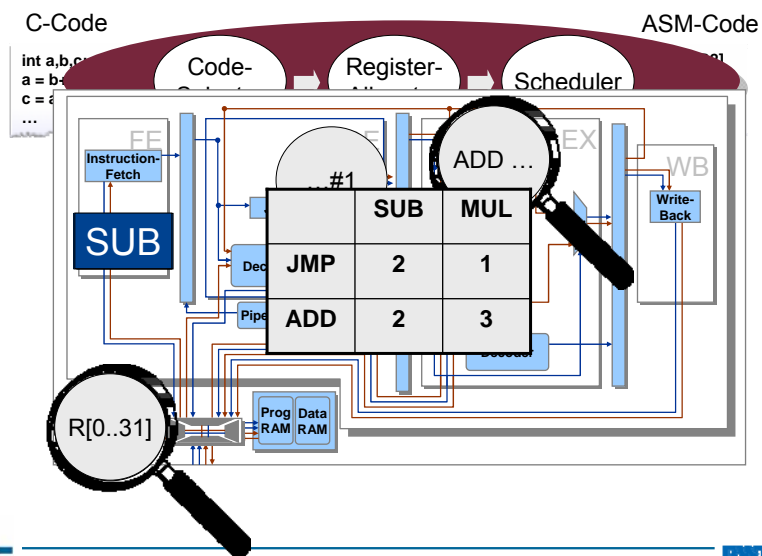 C-Code
ASM-Code
int a,b,c
a = b+
c = a
…
Code-
Register-
Scheduler
FE
EX
WB
Instruction-
Fetch
…#1
ADD …
Write-
Back
SUB
SUB MUL
JMP 2 1
ADD 2 3
Dec
Pipe
Decoder
R[0..31]
Prog Data
RAM RAM